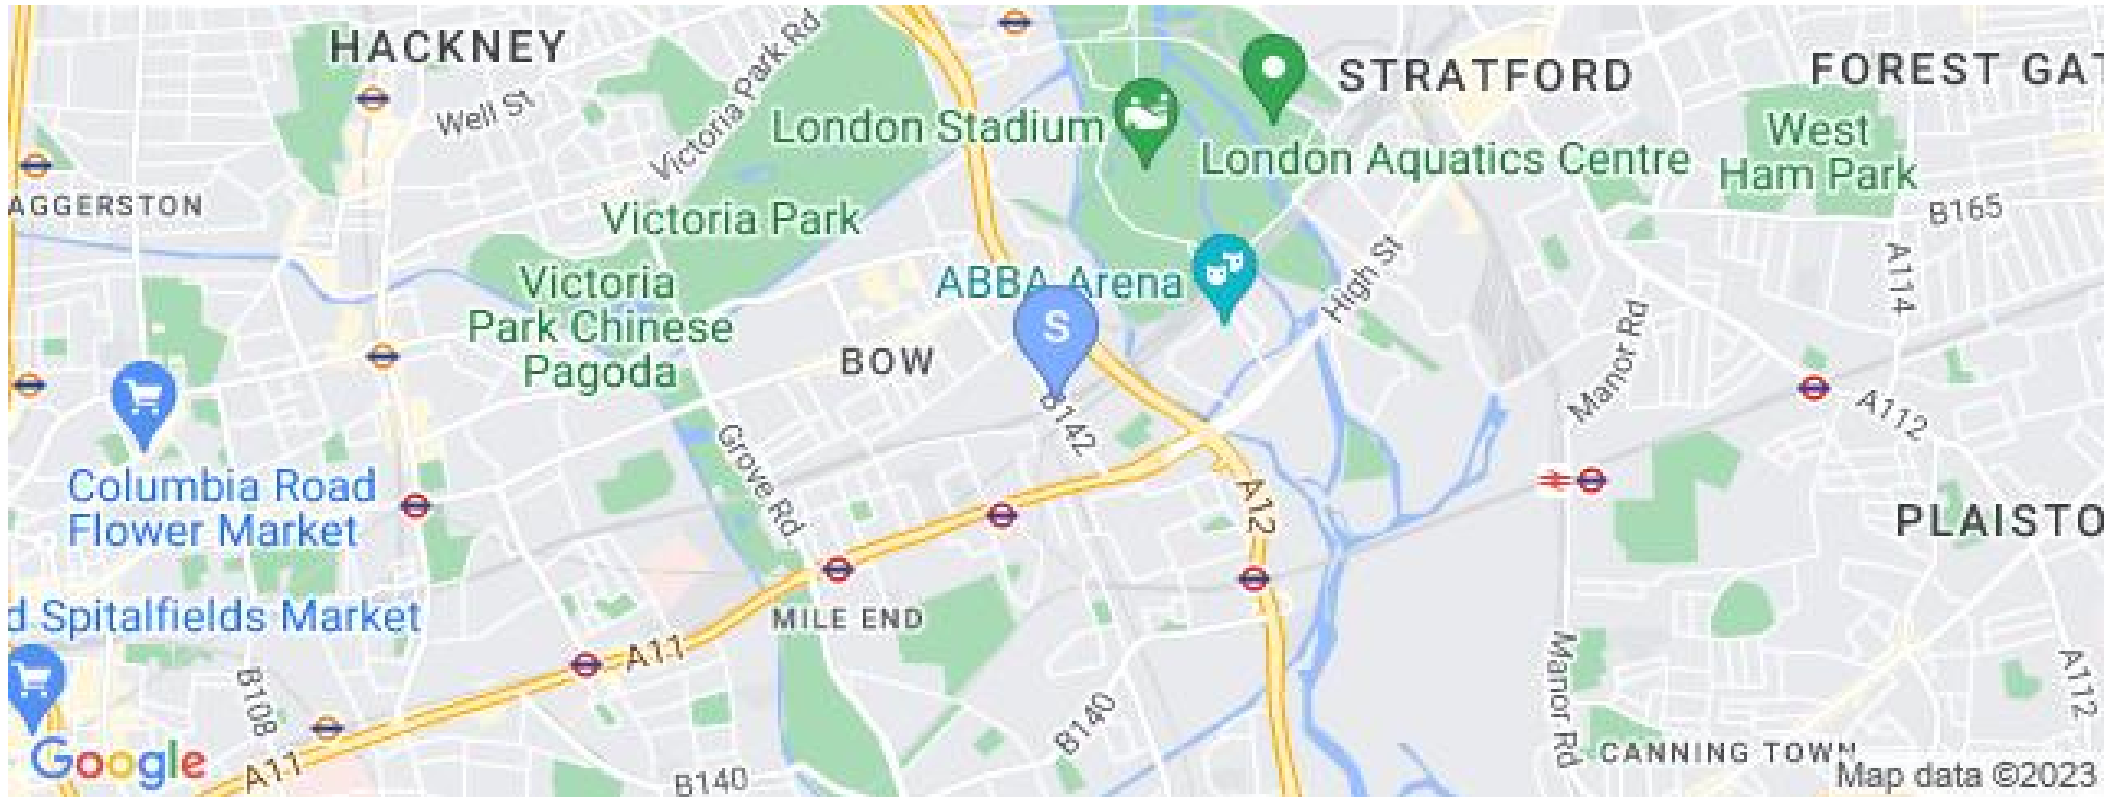 HACKNEY
STRATFORD
FOREST GAT
Well St
Victoria Park Rd
London Stadium
London Aquatics Centre
West
Ham Park
AGGERSTON
Victoria Park
B165
A114
Victoria
Park Chinese
Pagoda
ABBA Arena
High St
S
BOW
Manor Rd
A112
B142
Columbia Road
Flower Market
Grove Rd
A12
PLAISTO
d Spitalfields Market
MILE END
A11
B108
Manor Rd
A112
B140
Google
A11
B140
CANNING TOWN
Map data ©2023